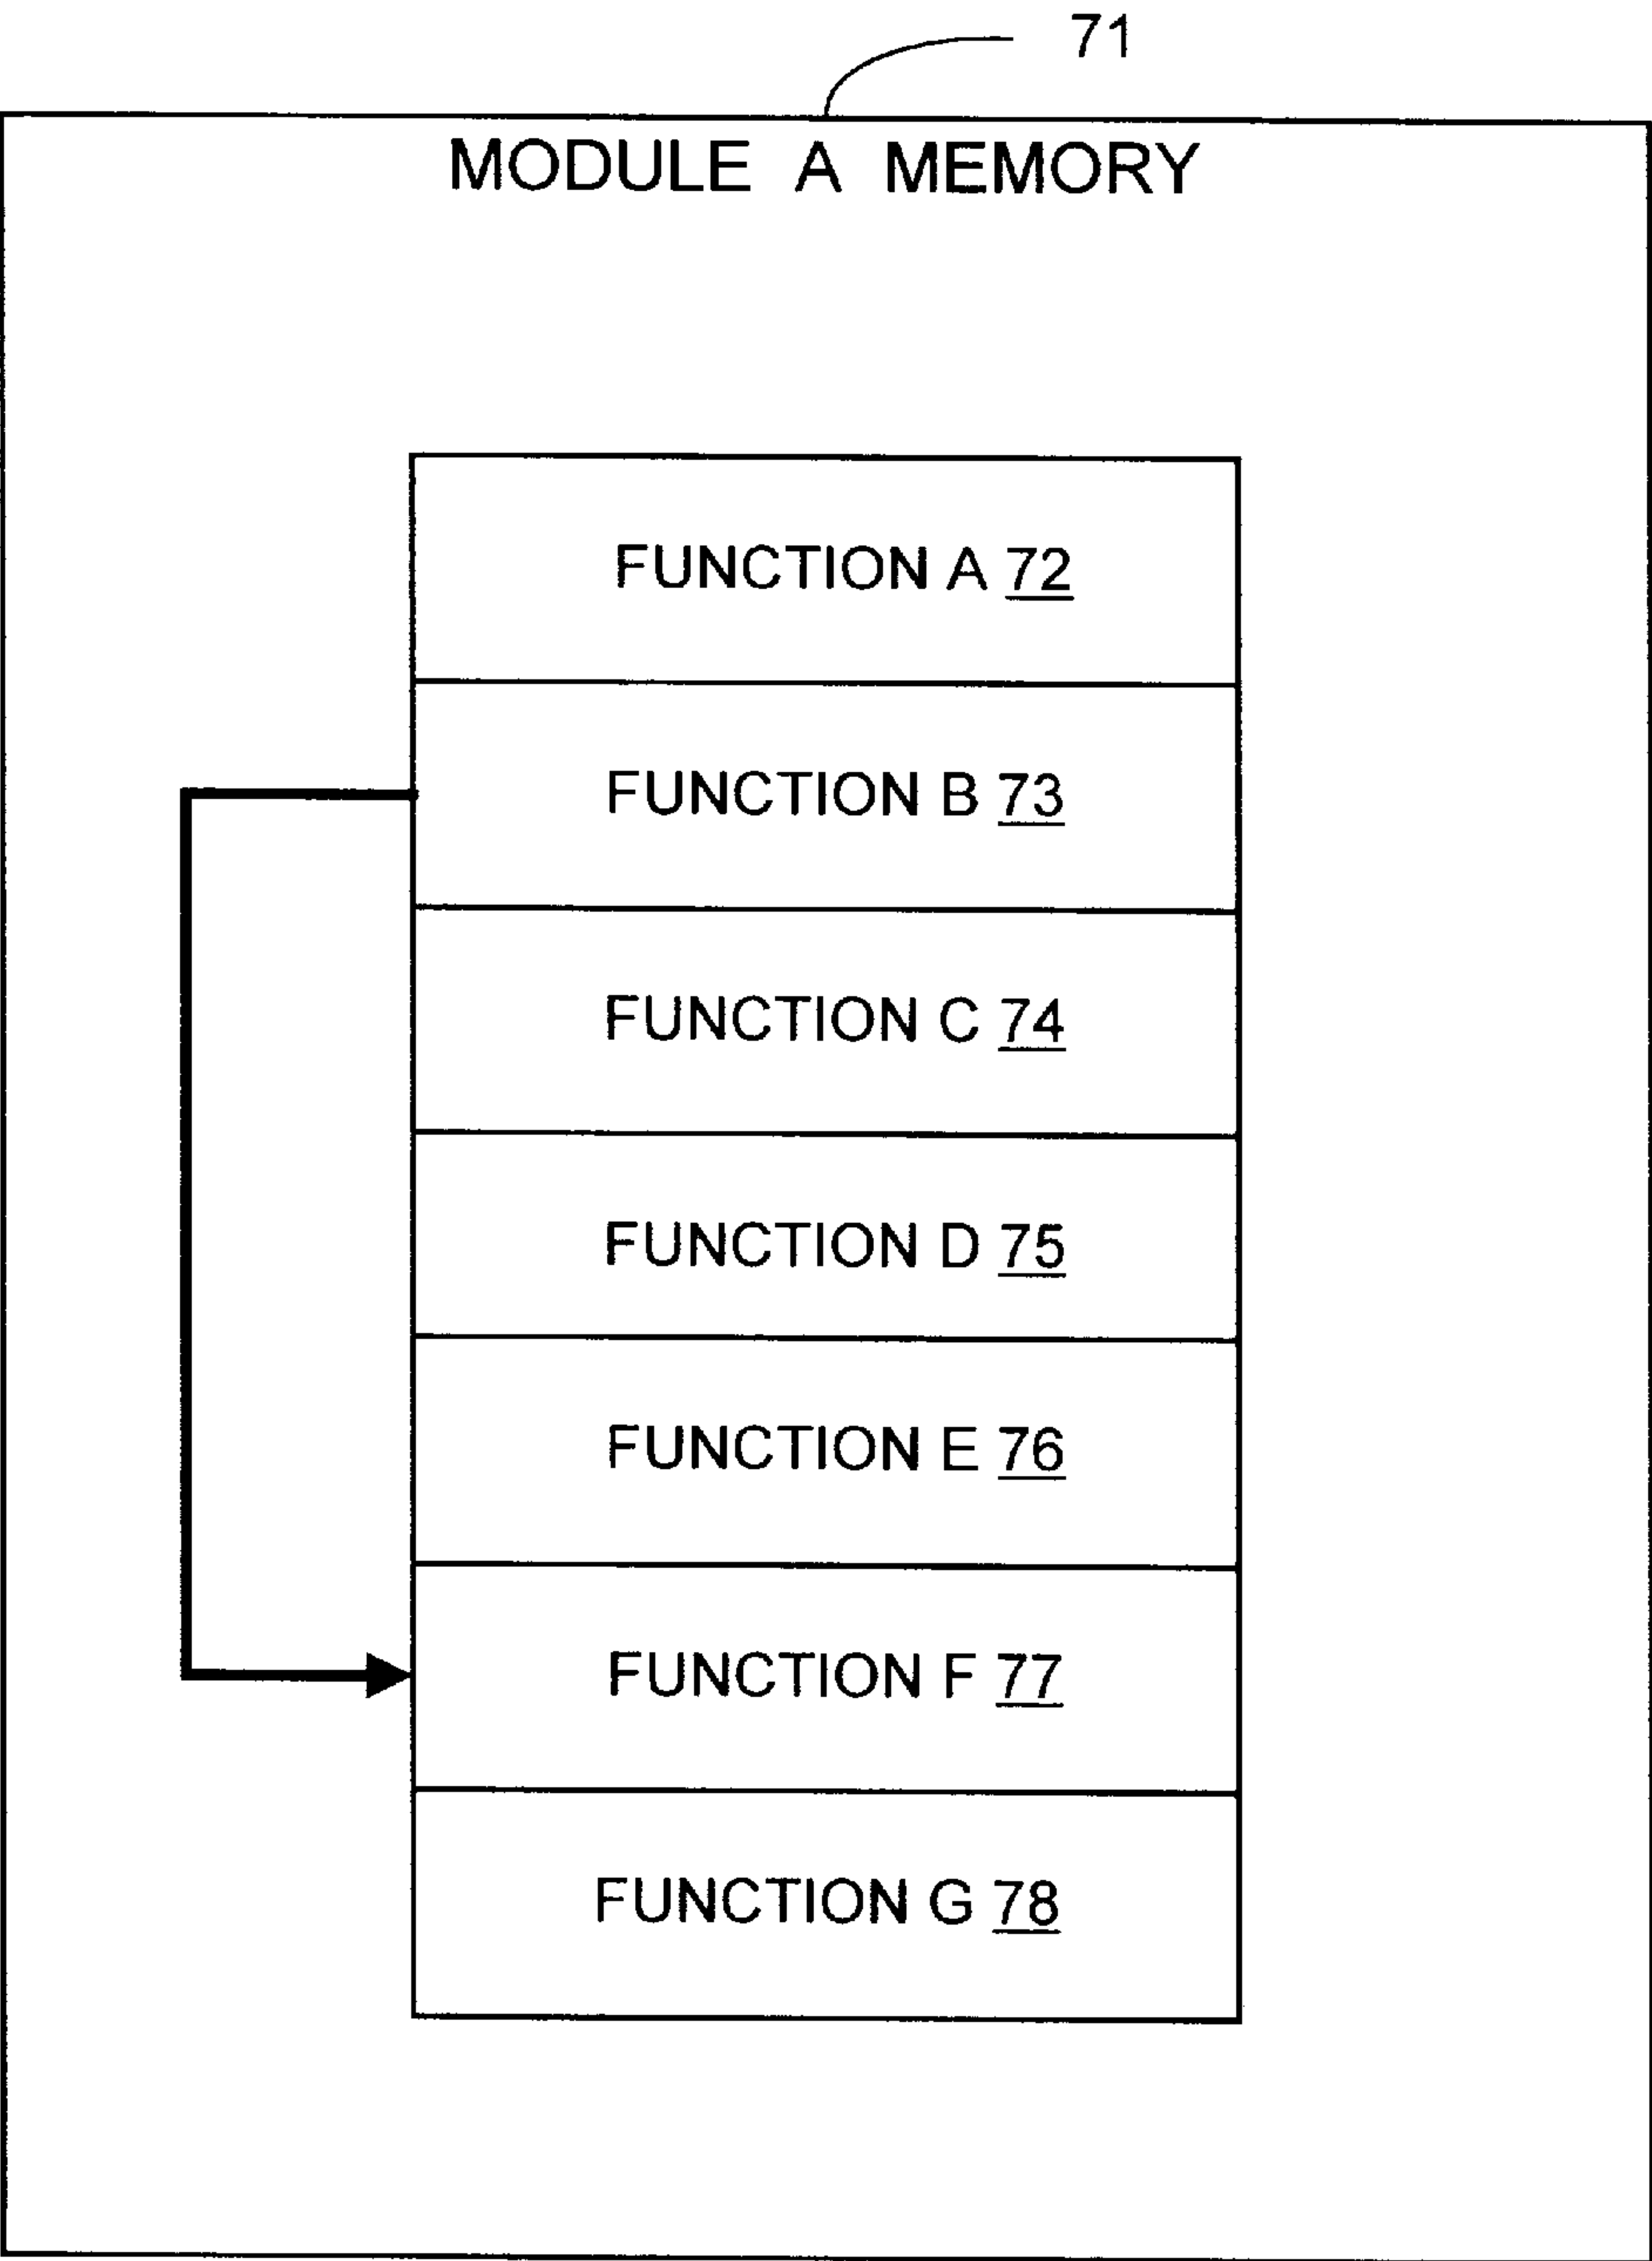 71
MODULE A MEMORY
FUNCTION A 72
FUNCTION B 73
FUNCTION C 74
FUNCTION D 75
FUNCTION E 76
FUNCTION F 77
FUNCTION G 78